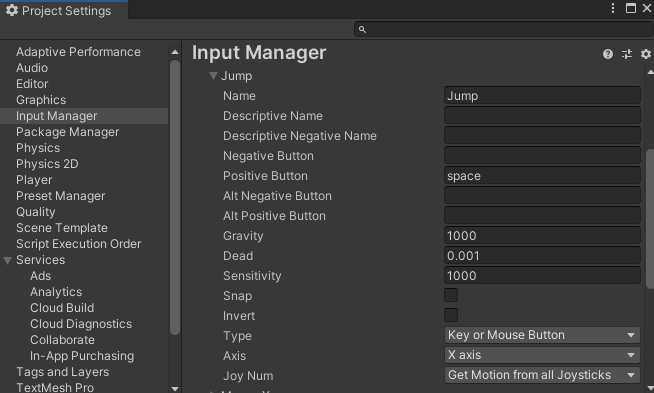 Project Settings
Adaptive Performance
Audio
Editor
Graphics
Input Manager
Package Manager
Physics
Physics 2D
Player
Preset Manager
Quality
Scene Template
Script Execution Order
Services
Ads
Analytics
Cloud Build
Cloud Diagnostics
Collaborate
In-App Purchasing
Tags and Layers
TextMesh Pro
Input Manager
Jump
Name Jump
Descriptive Name
Descriptive Negative Name
Negative Button
Positive Button space
Alt Negative Button
Alt Positive Button
Gravity 1000
Dead 0.001
Sensitivity 1000
Snap
Invert
Type Key or Mouse Button
Axis X axis
Joy Num Get Motion from all Joysticks